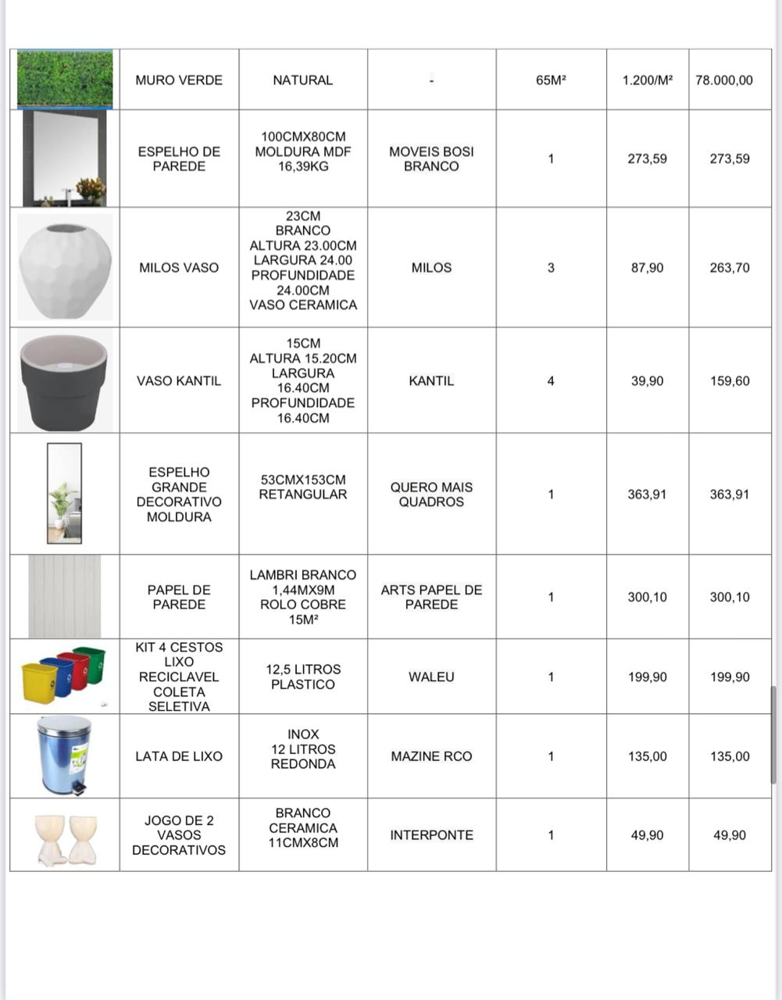 MURO VERDE
NATURAL
-
65M²
1.200/M²
78.000,00
ESPELHO DE
PAREDE
100CMX80CM
MOLDURA MDF
16,39KG
MOVEIS BOSI
BRANCO
1
273,59
273,59
MILOS VASO
23CM
BRANCO
ALTURA 23.00CM
LARGURA 24.00
PROFUNDIDADE
24.00CM
VASO CERAMICA
MILOS
3
87,90
263,70
VASO KANTIL
15CM
ALTURA 15.20CM
LARGURA
16.40CM
PROFUNDIDADE
16.40CM
KANTIL
4
39,90
159,60
ESPELHO
GRANDE
DECORATIVO
MOLDURA
53CMX153CM
RETANGULAR
QUERO MAIS
QUADROS
1
363,91
363,91
PAPEL DE
PAREDE
LAMBRI BRANCO
1,44MX9M
ROLO COBRE
15M²
ARTS PAPEL DE
PAREDE
1
300,10
300,10
KIT 4 CESTOS
LIXO
RECICLAVEL
COLETA
SELETIVA
12,5 LITROS
PLASTICO
WALEU
1
199,90
199,90
LATA DE LIXO
INOX
12 LITROS
REDONDA
MAZINE RCO
1
135,00
135,00
JOGO DE 2
VASOS
DECORATIVOS
BRANCO
CERAMICA
11CMX8CM
INTERPONTE
1
49,90
49,90